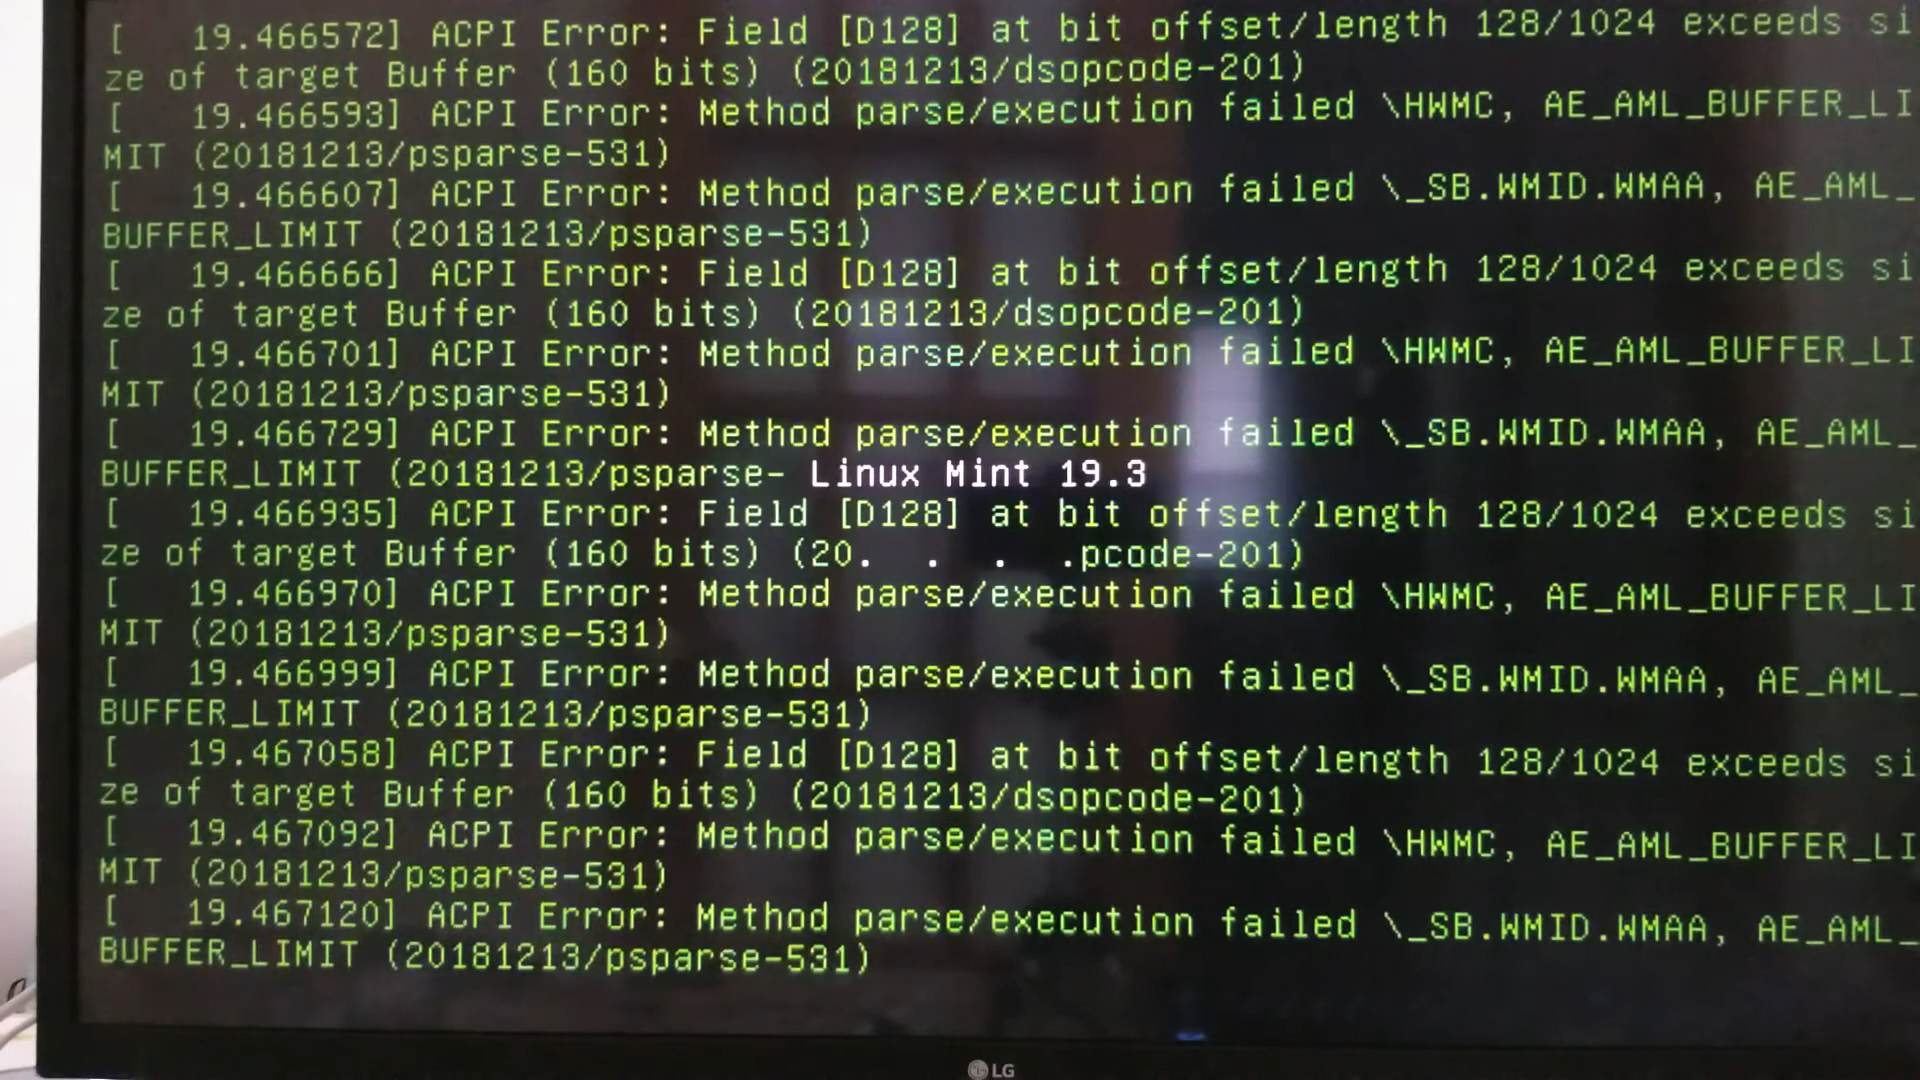 [   19.466572] ACPI Error: Field [D128] at bit offset/length 128/1024 exceeds si
ze of target Buffer (160 bits) (20181213/dsopcode-201)
[   19.466593] ACPI Error: Method parse/execution failed \HWMC, AE_AML_BUFFER_LI
MIT (20181213/psparse-531)
[   19.466607] ACPI Error: Method parse/execution failed \_SB.WMID.WMAA, AE_AML_
BUFFER_LIMIT (20181213/psparse-531)
[   19.466666] ACPI Error: Field [D128] at bit offset/length 128/1024 exceeds si
ze of target Buffer (160 bits) (20181213/dsopcode-201)
[   19.466701] ACPI Error: Method parse/execution failed \HWMC, AE_AML_BUFFER_LI
MIT (20181213/psparse-531)
[   19.466729] ACPI Error: Method parse/execution failed \_SB.WMID.WMAA, AE_AML_
BUFFER_LIMIT (20181213/psparse- Linux Mint 19.3
[   19.466935] ACPI Error: Field [D128] at bit offset/length 128/1024 exceeds si
ze of target Buffer (160 bits) (20.  .  .  .pcode-201)
[   19.466970] ACPI Error: Method parse/execution failed \HWMC, AE_AML_BUFFER_LI
MIT (20181213/psparse-531)
[   19.466999] ACPI Error: Method parse/execution failed \_SB.WMID.WMAA, AE_AML_
BUFFER_LIMIT (20181213/psparse-531)
[   19.467058] ACPI Error: Field [D128] at bit offset/length 128/1024 exceeds si
ze of target Buffer (160 bits) (20181213/dsopcode-201)
[   19.467092] ACPI Error: Method parse/execution failed \HWMC, AE_AML_BUFFER_LI
MIT (20181213/psparse-531)
[   19.467120] ACPI Error: Method parse/execution failed \_SB.WMID.WMAA, AE_AML_
BUFFER_LIMIT (20181213/psparse-531)
LG